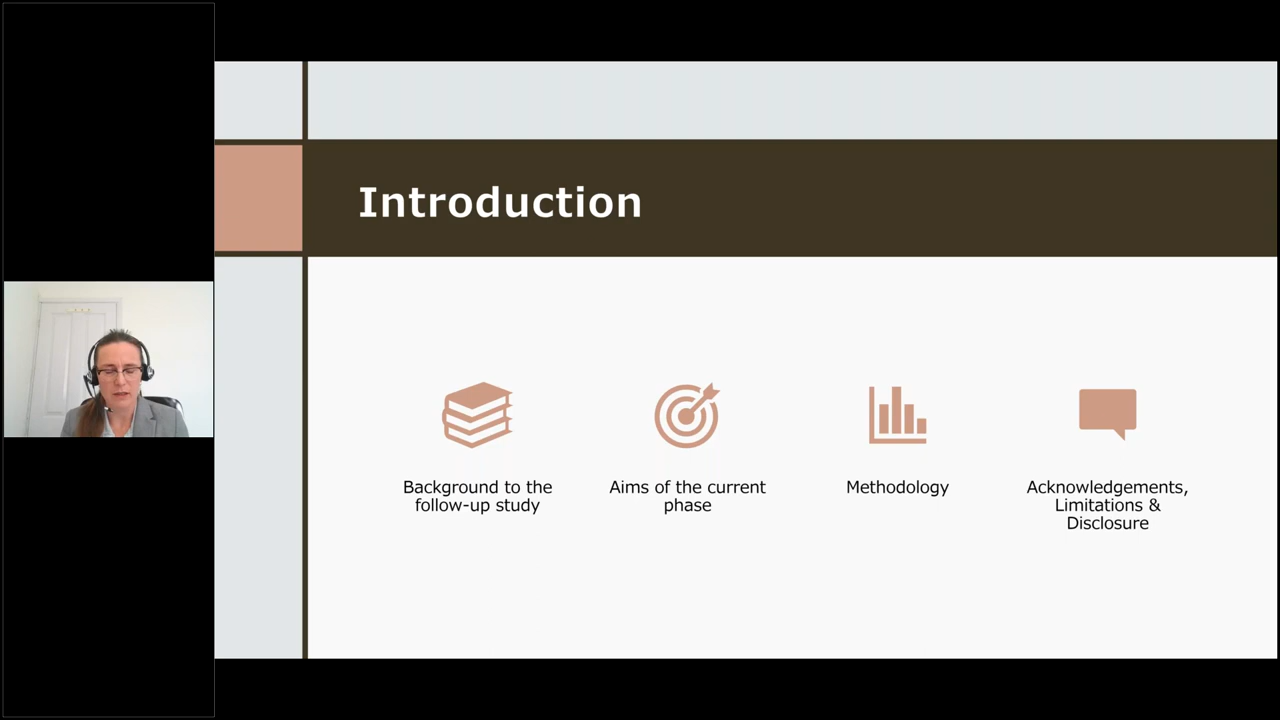 Introduction
Background to the
follow-up study
Aims of the current
phase
Methodology
Acknowledgements,
Limitations &
Disclosure